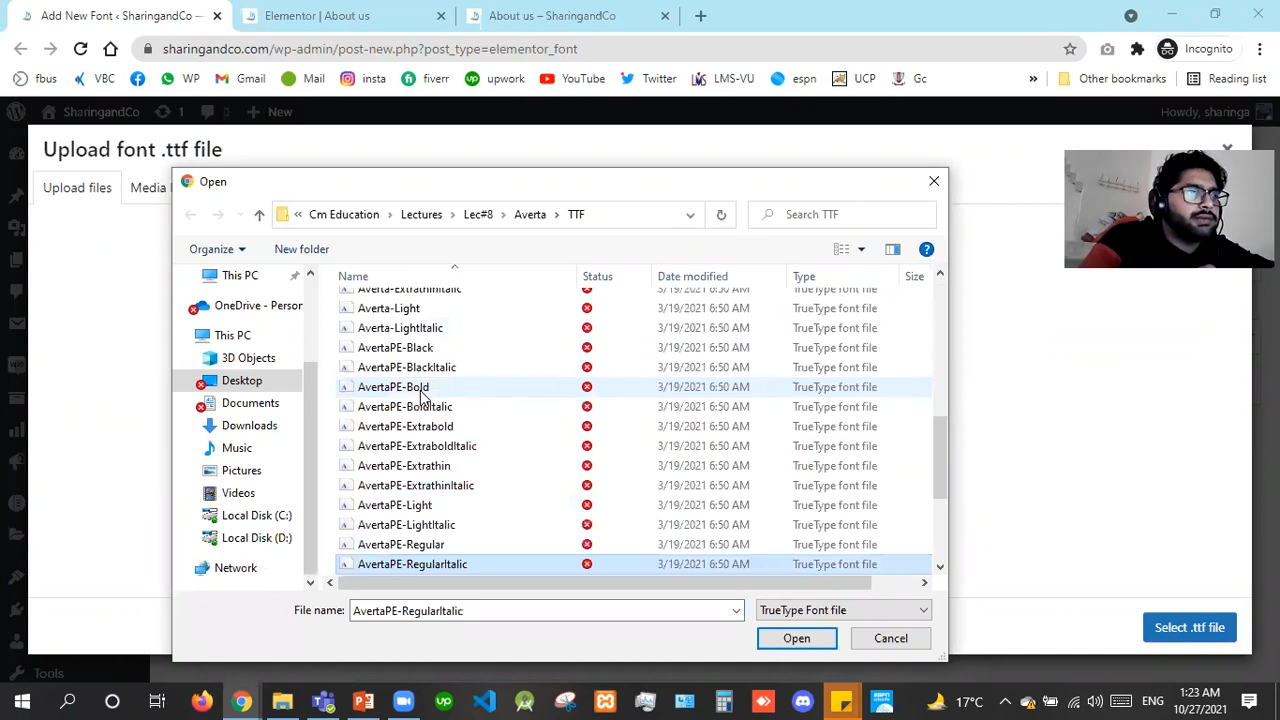 Add New Font ‹ SharingandCo —
Elementor | About us
About us – SharingandCo
sharingandco.com/wp-admin/post-new.php?post_type=elementor_font
Incognito
fbus
VBC
WP
Gmail
Mail
insta
fiverr
upwork
YouTube
Twitter
LMS-VU
espn
UCP
Gc
»
Other bookmarks
Reading list
SharingandCo
1
New
Howdy, sharinga
Upload font .ttf file
Upload files
Media
Open
« Cm Education › Lectures › Lec#8 › Averta › TTF
Search TTF
Organize
New folder
Name
Status
Date modified
Type
Size
This PC
OneDrive - Person
This PC
3D Objects
Desktop
Documents
Downloads
Music
Pictures
Videos
Local Disk (C:)
Local Disk (D:)
Network
Averta-ExtrathinItalic 3/19/2021 6:50 AM TrueType font file
Averta-Light 3/19/2021 6:50 AM TrueType font file
Averta-LightItalic 3/19/2021 6:50 AM TrueType font file
AvertaPE-Black 3/19/2021 6:50 AM TrueType font file
AvertaPE-BlackItalic 3/19/2021 6:50 AM TrueType font file
AvertaPE-Bold 3/19/2021 6:50 AM TrueType font file
AvertaPE-BoldItalic 3/19/2021 6:50 AM TrueType font file
AvertaPE-Extrabold 3/19/2021 6:50 AM TrueType font file
AvertaPE-ExtraboldItalic 3/19/2021 6:50 AM TrueType font file
AvertaPE-Extrathin 3/19/2021 6:50 AM TrueType font file
AvertaPE-ExtrathinItalic 3/19/2021 6:50 AM TrueType font file
AvertaPE-Light 3/19/2021 6:50 AM TrueType font file
AvertaPE-LightItalic 3/19/2021 6:50 AM TrueType font file
AvertaPE-Regular 3/19/2021 6:50 AM TrueType font file
AvertaPE-RegularItalic 3/19/2021 6:50 AM TrueType font file
File name: AvertaPE-RegularItalic
TrueType Font file
Open
Cancel
Select .ttf file
Tools
17°C
ENG
1:23 AM
10/27/2021